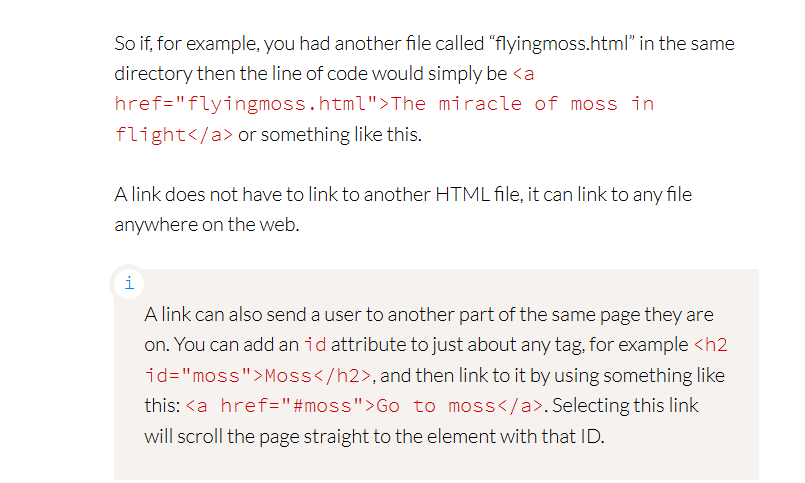 So if, for example, you had another file called “flyingmoss.html” in the same
directory then the line of code would simply be <a
href="flyingmoss.html">The miracle of moss in
flight</a> or something like this.
A link does not have to link to another HTML file, it can link to any file
anywhere on the web.
i
A link can also send a user to another part of the same page they are
on. You can add an id attribute to just about any tag, for example <h2
id="moss">Moss</h2>, and then link to it by using something like
this: <a href="#moss">Go to moss</a>. Selecting this link
will scroll the page straight to the element with that ID.